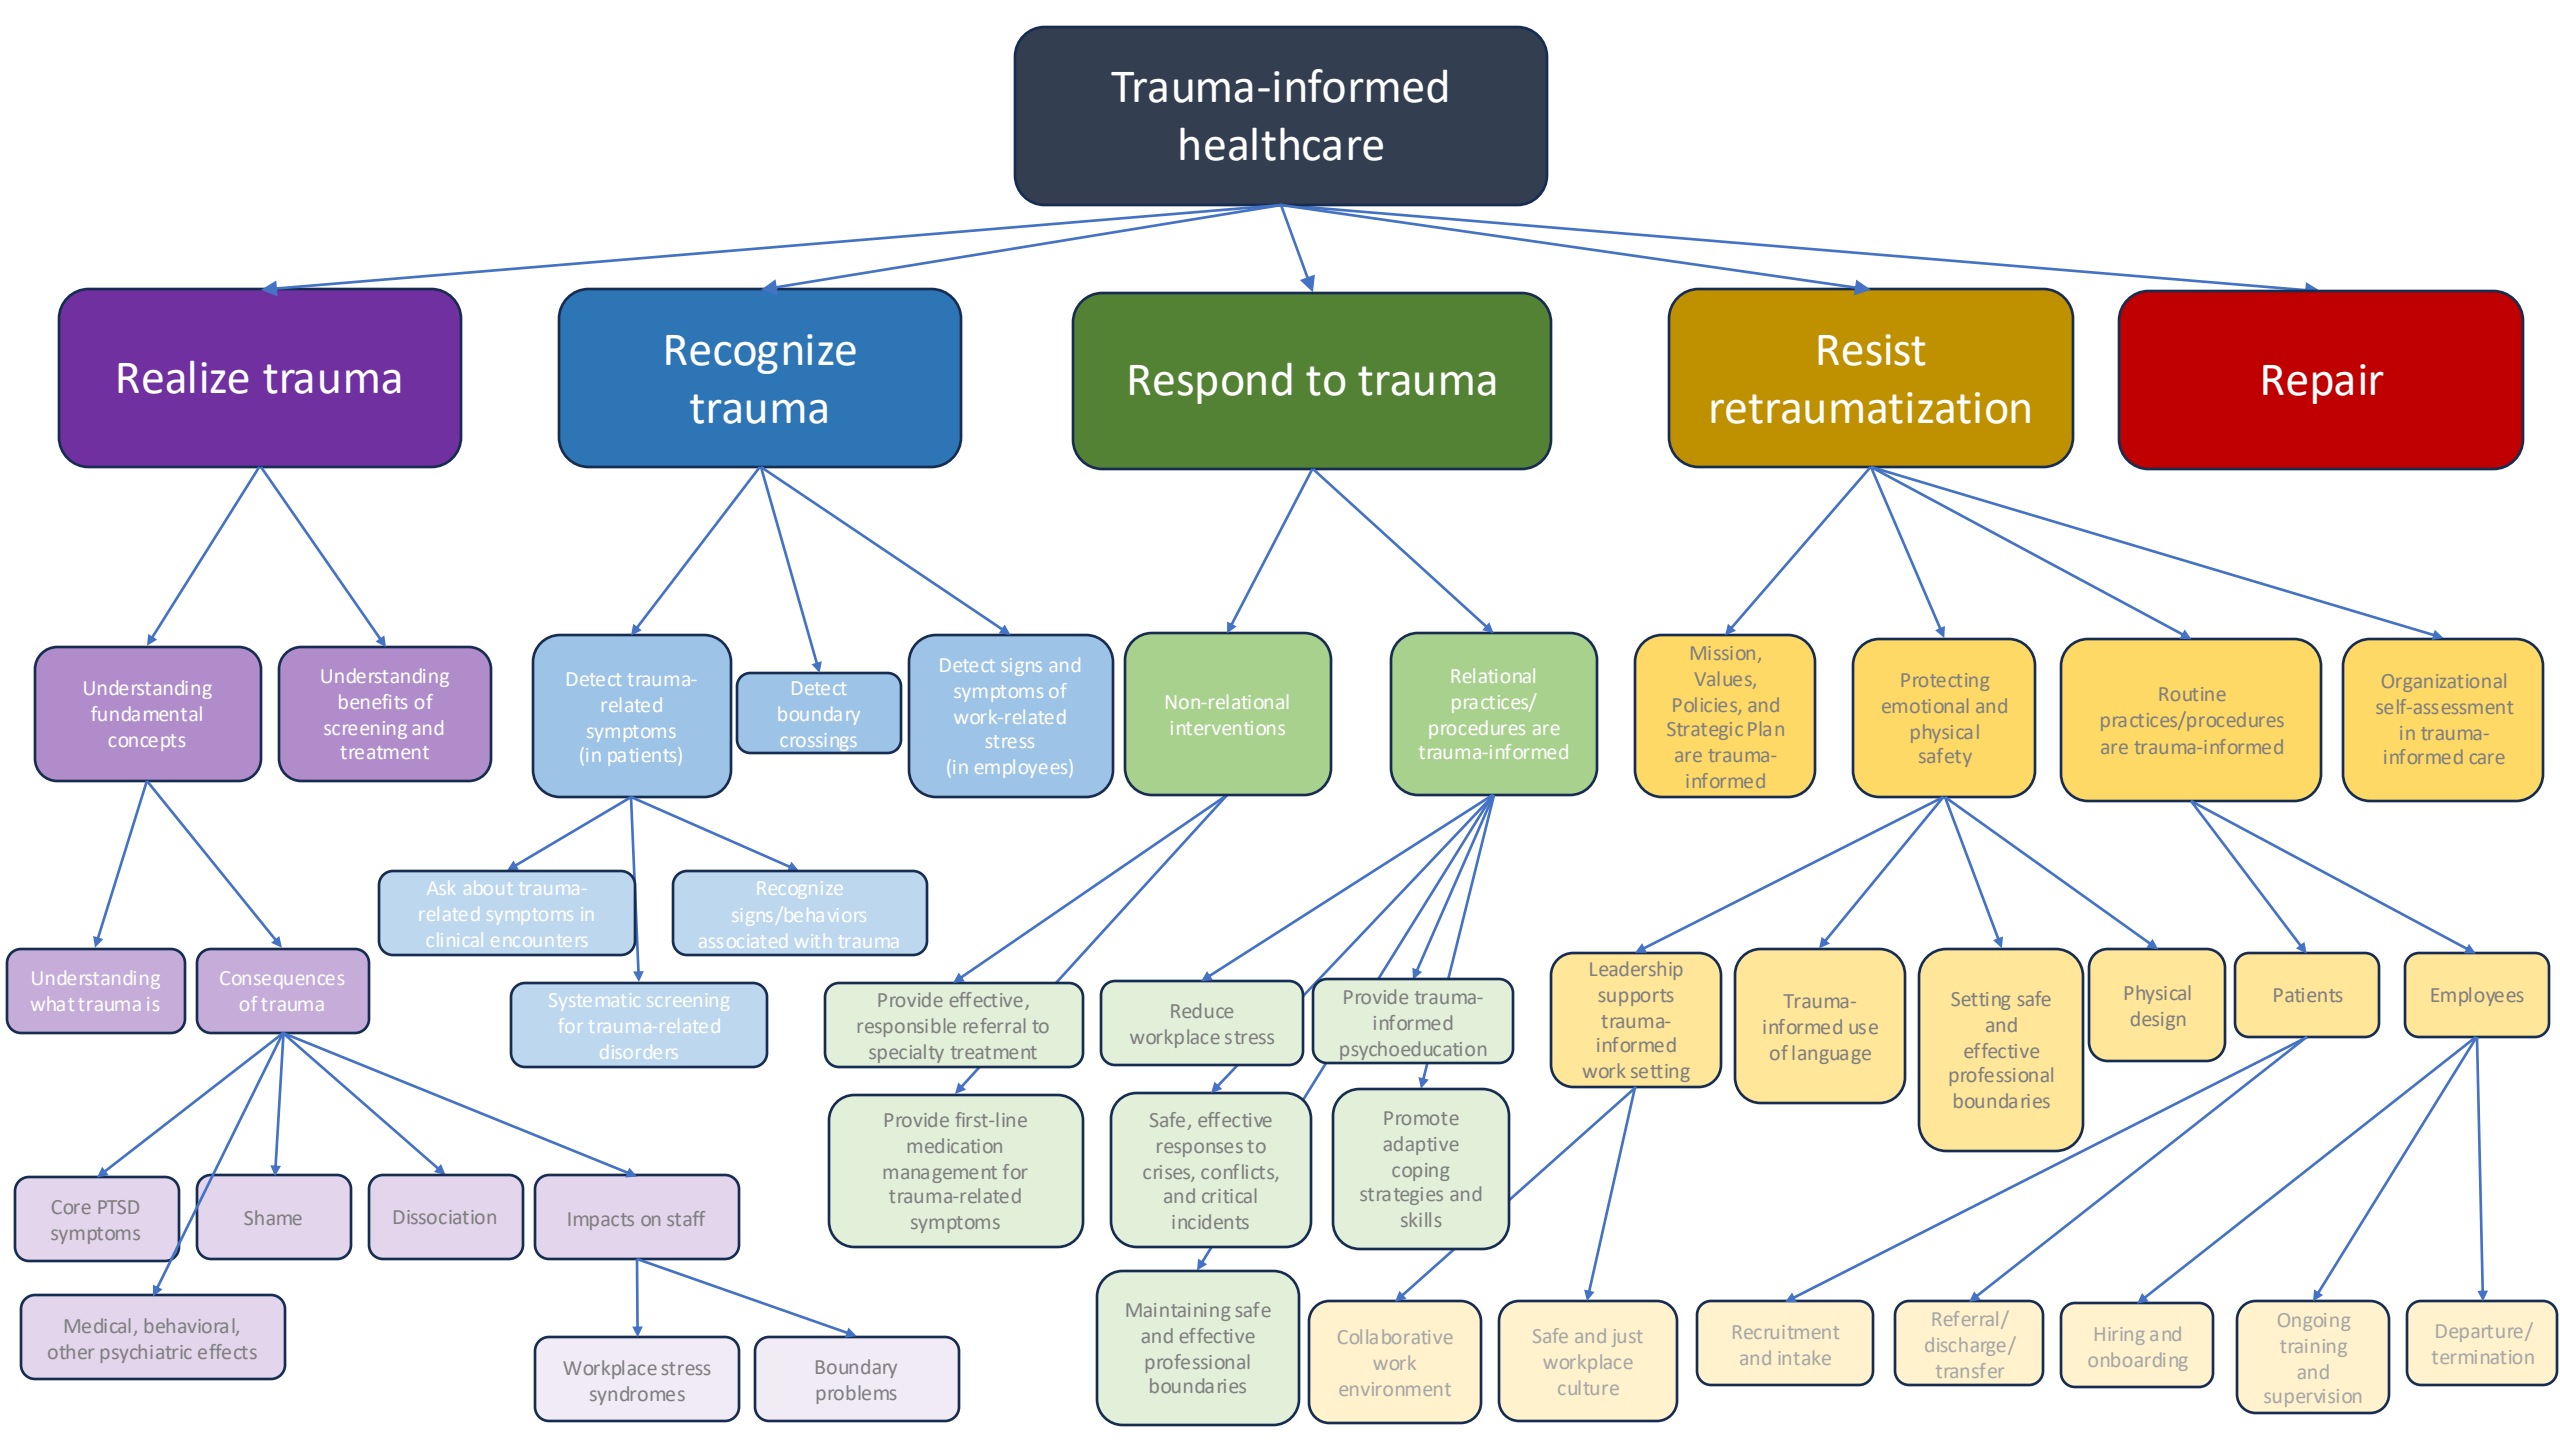 Trauma-informed
healthcare
Realize trauma
Recognize
trauma
Respond to trauma
Resist
retraumatization
Repair
Understanding
fundamental
concepts
Understanding
benefits of
screening and
treatment
Detect trauma-
related
symptoms
(in patients)
Detect
boundary
crossings
Detect signs and
symptoms of
work-related
stress
(in employees)
Non-relational
interventions
Relational
practices/
procedures are
trauma-informed
Mission,
Values,
Policies, and
Strategic Plan
are trauma-
informed
Protecting
emotional and
physical
safety
Routine
practices/procedures
are trauma-informed
Organizational
self-assessment
in trauma-
informed care
Ask about trauma-
related symptoms in
clinical encounters
Recognize
signs/behaviors
associated with trauma
Systematic screening
for trauma-related
disorders
Understanding
what trauma is
Consequences
of trauma
Provide effective,
responsible referral to
specialty treatment
Reduce
workplace stress
Provide trauma-
informed
psychoeducation
Leadership
supports
trauma-
informed
work setting
Trauma-
informed use
of language
Setting safe
and
effective
professional
boundaries
Physical
design
Patients
Employees
Provide first-line
medication
management for
trauma-related
symptoms
Safe, effective
responses to
crises, conflicts,
and critical
incidents
Promote
adaptive
coping
strategies and
skills
Core PTSD
symptoms
Shame
Dissociation
Impacts on staff
Medical, behavioral,
other psychiatric effects
Workplace stress
syndromes
Boundary
problems
Maintaining safe
and effective
professional
boundaries
Collaborative
work
environment
Safe and just
workplace
culture
Recruitment
and intake
Referral/
discharge/
transfer
Hiring and
onboarding
Ongoing
training
and
supervision
Departure/
termination